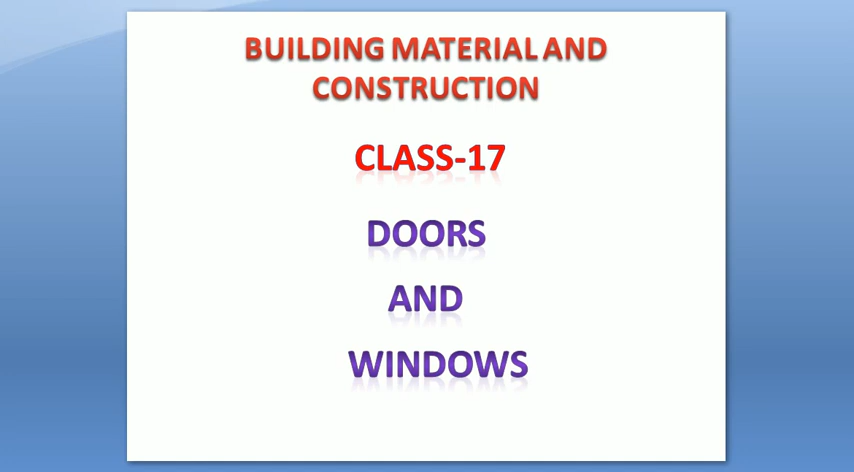 BUILDING MATERIAL AND
CONSTRUCTION
CLASS-17
DOORS
AND
WINDOWS